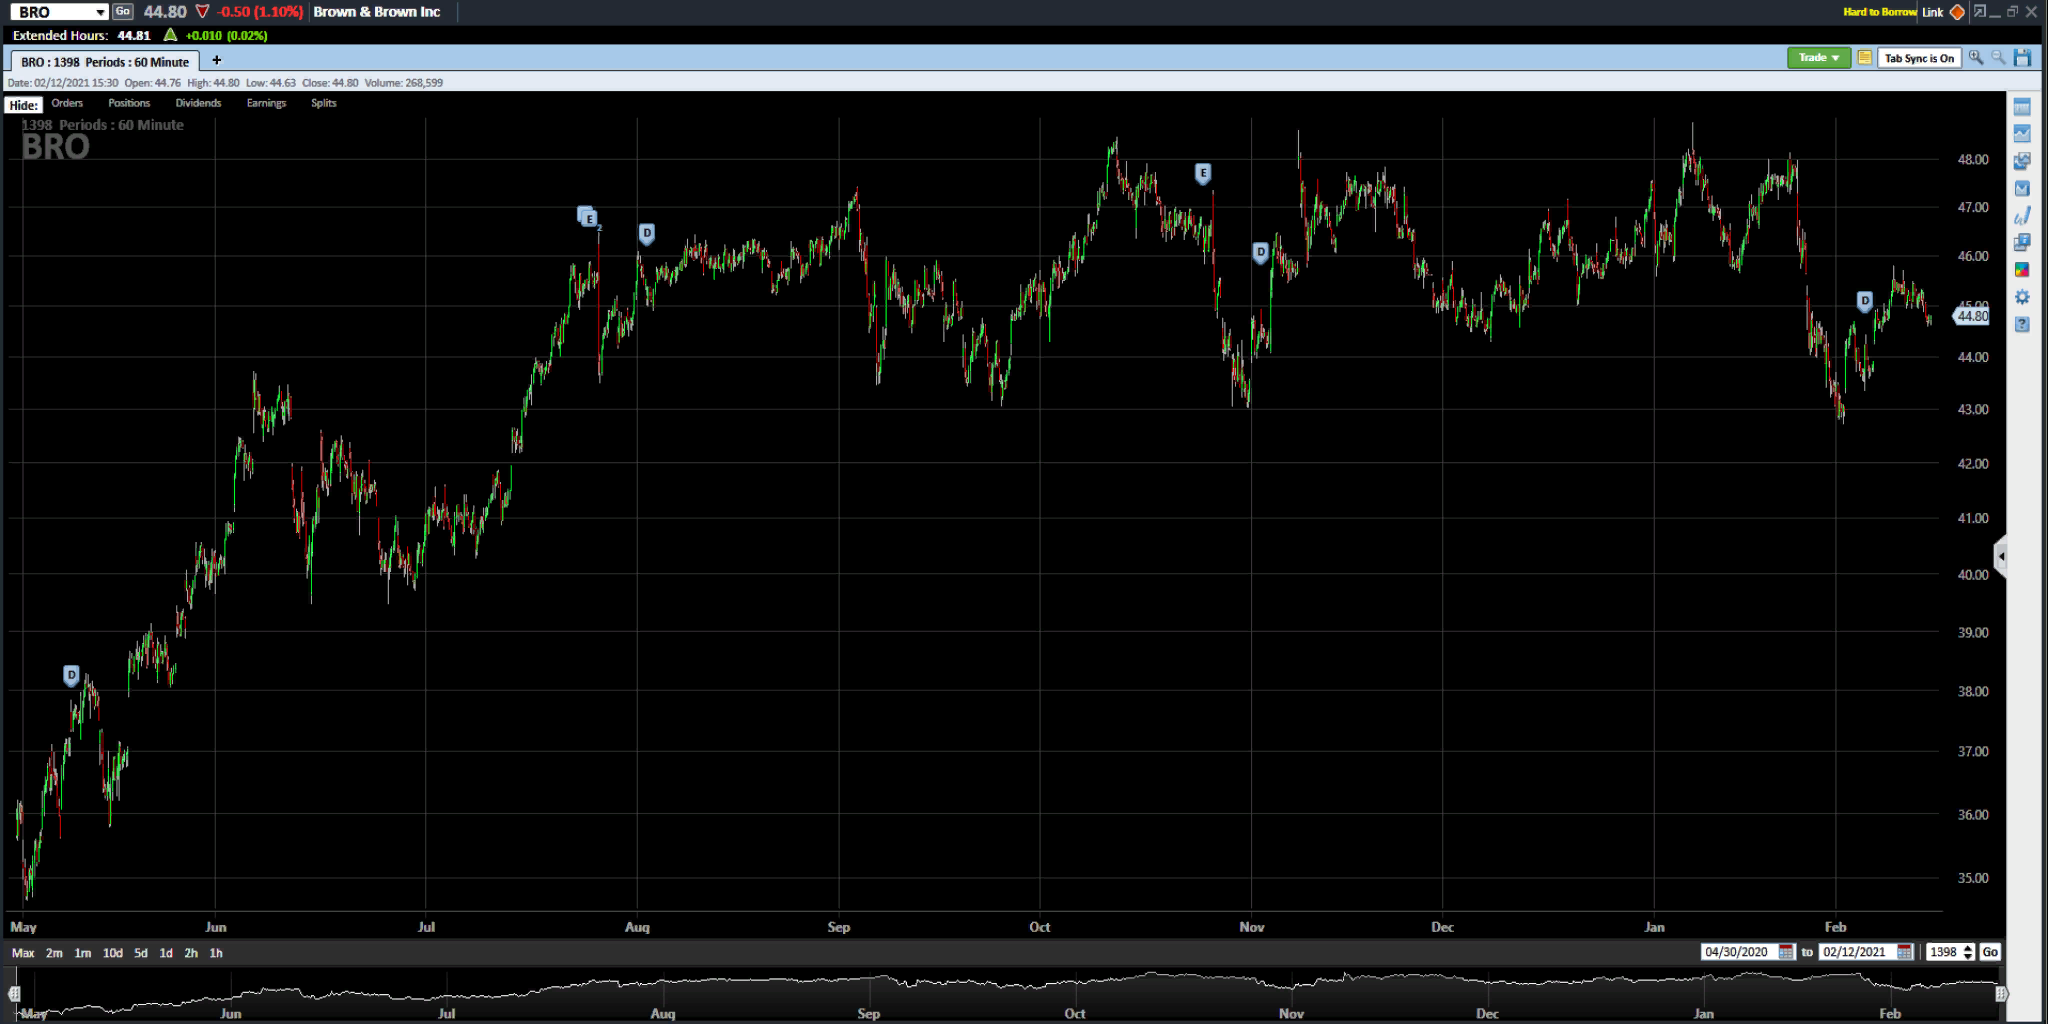 BRO Go 44.80 -0.50 (1.10%) Brown & Brown Inc Hard to Borrow Link
Extended Hours: 44.81 +0.010 (0.02%)
BRO : 1398 Periods : 60 Minute + Trade Tab Sync is On
Date: 02/12/2021 15:30 Open: 44.76 High: 44.80 Low: 44.63 Close: 44.80 Volume: 268,599
Hide: Orders Positions Dividends Earnings Splits
1398 Periods : 60 Minute
BRO
48.00
E
47.00
E
2
D
D
46.00
D
45.00
44.80
44.00
43.00
42.00
41.00
40.00
39.00
D
38.00
37.00
36.00
35.00
May Jun Jul Aug Sep Oct Nov Dec Jan Feb
Max 2m 1m 10d 5d 1d 2h 1h 04/30/2020 to 02/12/2021 1398 Go
May Jun Jul Aug Sep Oct Nov Dec Jan Feb